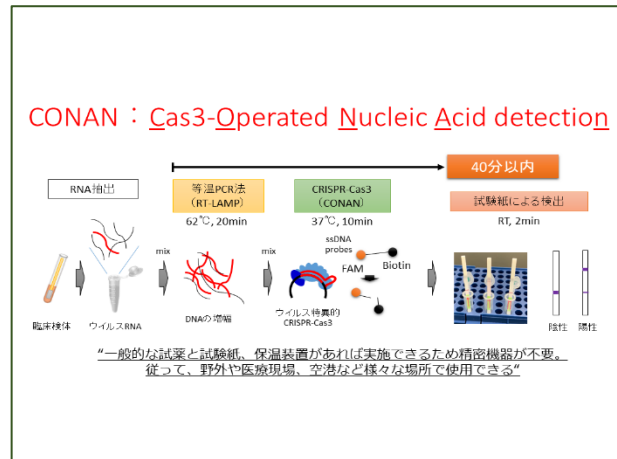 CONAN：Cas3-Operated Nucleic Acid detection
40分以内
RNA抽出
等温PCR法
(RT-LAMP)
CRISPR-Cas3
(CONAN)
試験紙による検出
62℃, 20min
37℃, 10min
RT, 2min
mix
mix
ssDNA
probes
FAM
Biotin
臨床検体
ウイルスRNA
DNAの増幅
ウイルス特異的
CRISPR-Cas3
陰性
陽性
“一般的な試薬と試験紙、保温装置があれば実施できるため精密機器が不要。
従って、野外や医療現場、空港など様々な場所で使用できる”